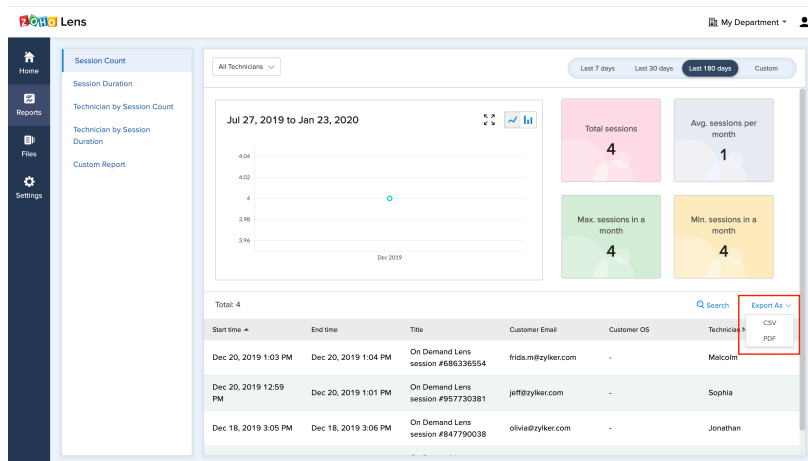 ZOHO Lens
My Department
Home
Reports
Files
Settings
Session Count
Session Duration
Technician by Session Count
Technician by Session
Duration
Custom Report
All Technicians
Last 7 days Last 30 days Last 180 days Custom
Jul 27, 2019 to Jan 23, 2020
4.04
4.02
4
3.98
3.96
Dec 2019
Total sessions
4
Avg. sessions per
month
1
Max. sessions in a
month
4
Min. sessions in a
month
4
Total: 4
Search
Export As
CSV
PDF
Start time End time Title Customer Email Customer OS Technician N
Dec 20, 2019 1:03 PM Dec 20, 2019 1:04 PM On Demand Lens
session #686336554 frida.m@zylker.com - Malcolm
Dec 20, 2019 12:59
PM Dec 20, 2019 1:01 PM On Demand Lens
session #957730381 jeff@zylker.com - Sophia
Dec 18, 2019 3:05 PM Dec 18, 2019 3:06 PM On Demand Lens
session #847790038 olivia@zylker.com - Jonathan